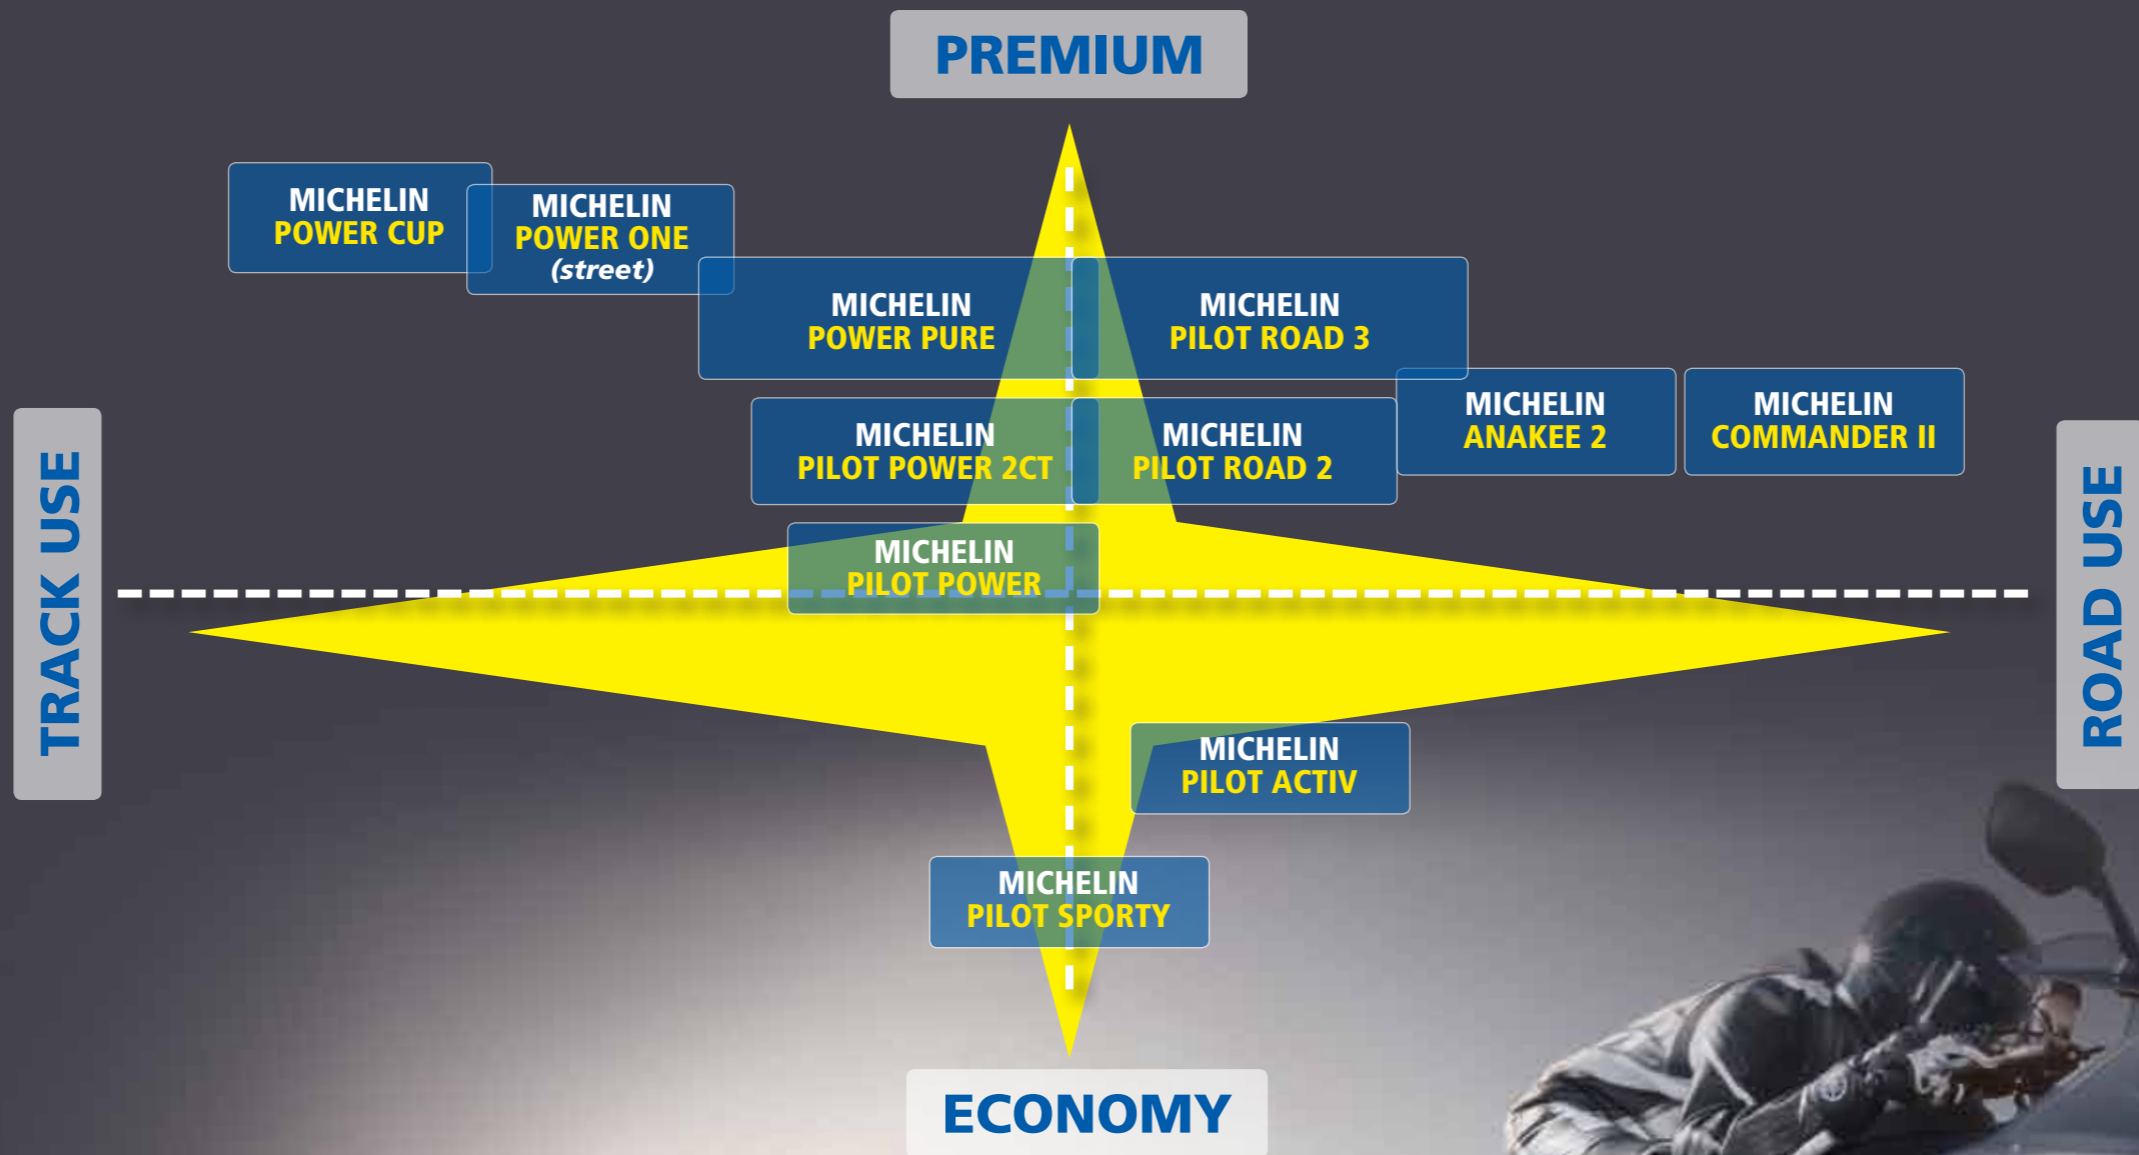 PREMIUM
MICHELIN
POWER CUP
MICHELIN
POWER ONE
(street)
MICHELIN
POWER PURE
MICHELIN
PILOT ROAD 3
MICHELIN
ANAKEE 2
MICHELIN
COMMANDER II
MICHELIN
PILOT POWER 2CT
MICHELIN
PILOT ROAD 2
TRACK USE
MICHELIN
PILOT POWER
ROAD USE
MICHELIN
PILOT ACTIV
MICHELIN
PILOT SPORTY
ECONOMY